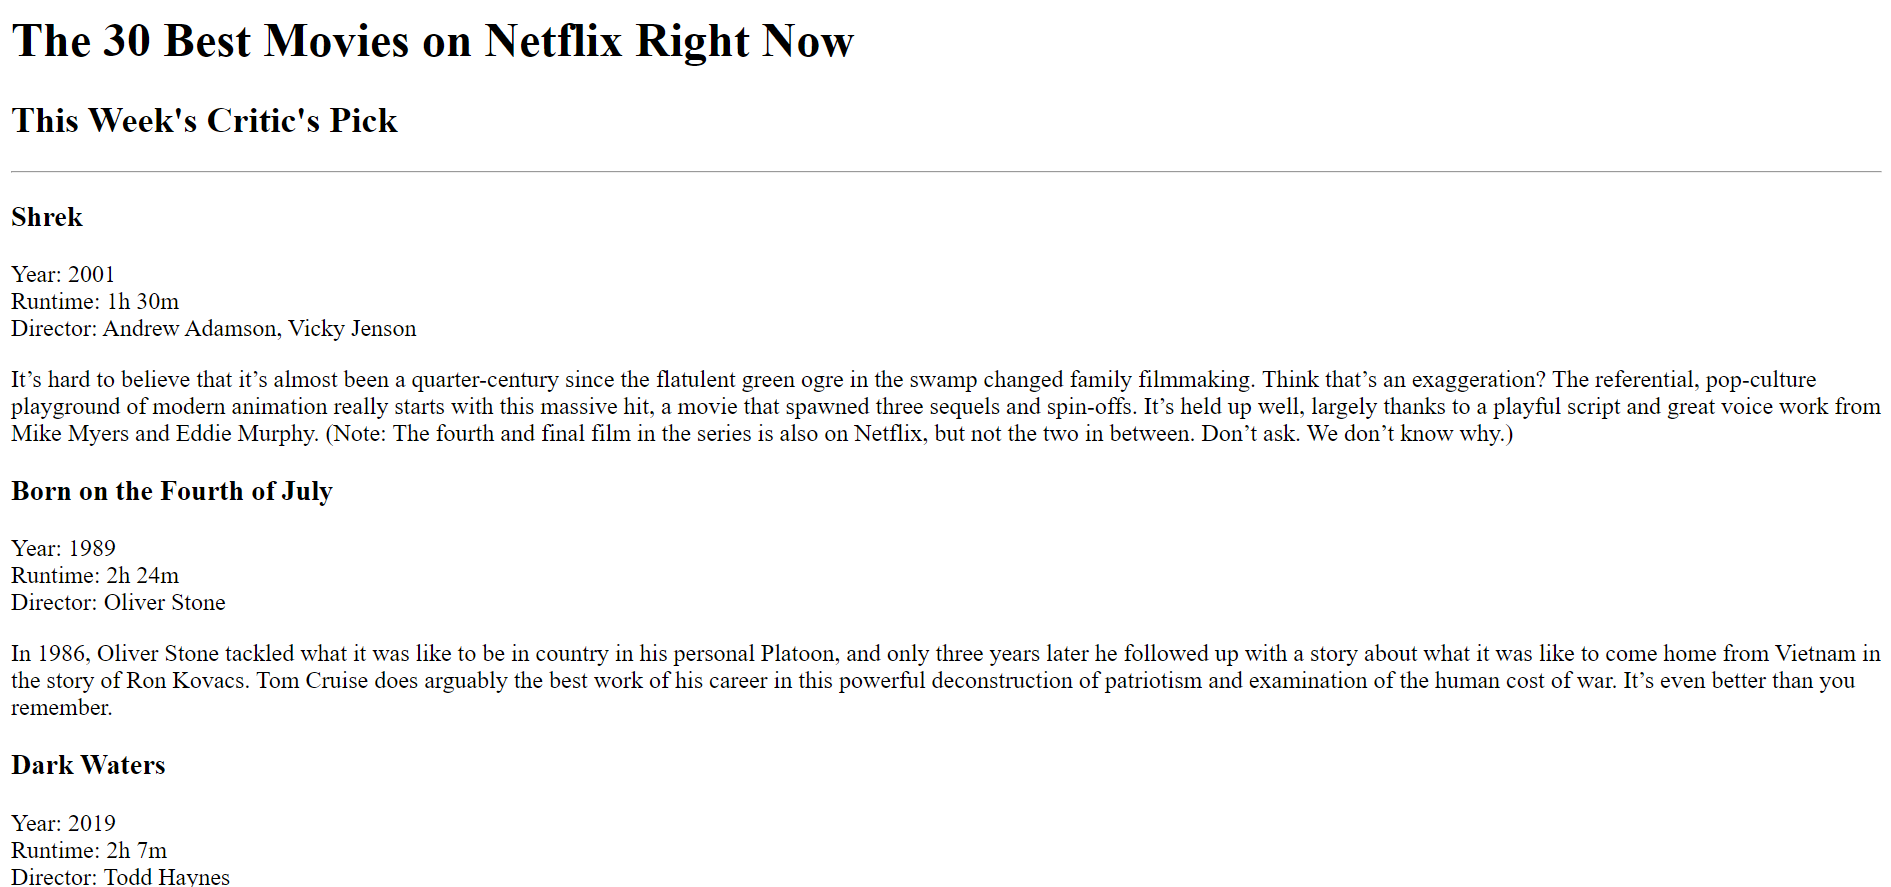 The 30 Best Movies on Netflix Right Now
This Week's Critic's Pick
Shrek
Year: 2001
Runtime: 1h 30m
Director: Andrew Adamson, Vicky Jenson
It’s hard to believe that it’s almost been a quarter-century since the flatulent green ogre in the swamp changed family filmmaking. Think that’s an exaggeration? The referential, pop-culture
playground of modern animation really starts with this massive hit, a movie that spawned three sequels and spin-offs. It’s held up well, largely thanks to a playful script and great voice work from
Mike Myers and Eddie Murphy. (Note: The fourth and final film in the series is also on Netflix, but not the two in between. Don’t ask. We don’t know why.)
Born on the Fourth of July
Year: 1989
Runtime: 2h 24m
Director: Oliver Stone
In 1986, Oliver Stone tackled what it was like to be in country in his personal Platoon, and only three years later he followed up with a story about what it was like to come home from Vietnam in
the story of Ron Kovacs. Tom Cruise does arguably the best work of his career in this powerful deconstruction of patriotism and examination of the human cost of war. It’s even better than you
remember.
Dark Waters
Year: 2019
Runtime: 2h 7m
Director: Todd Haynes